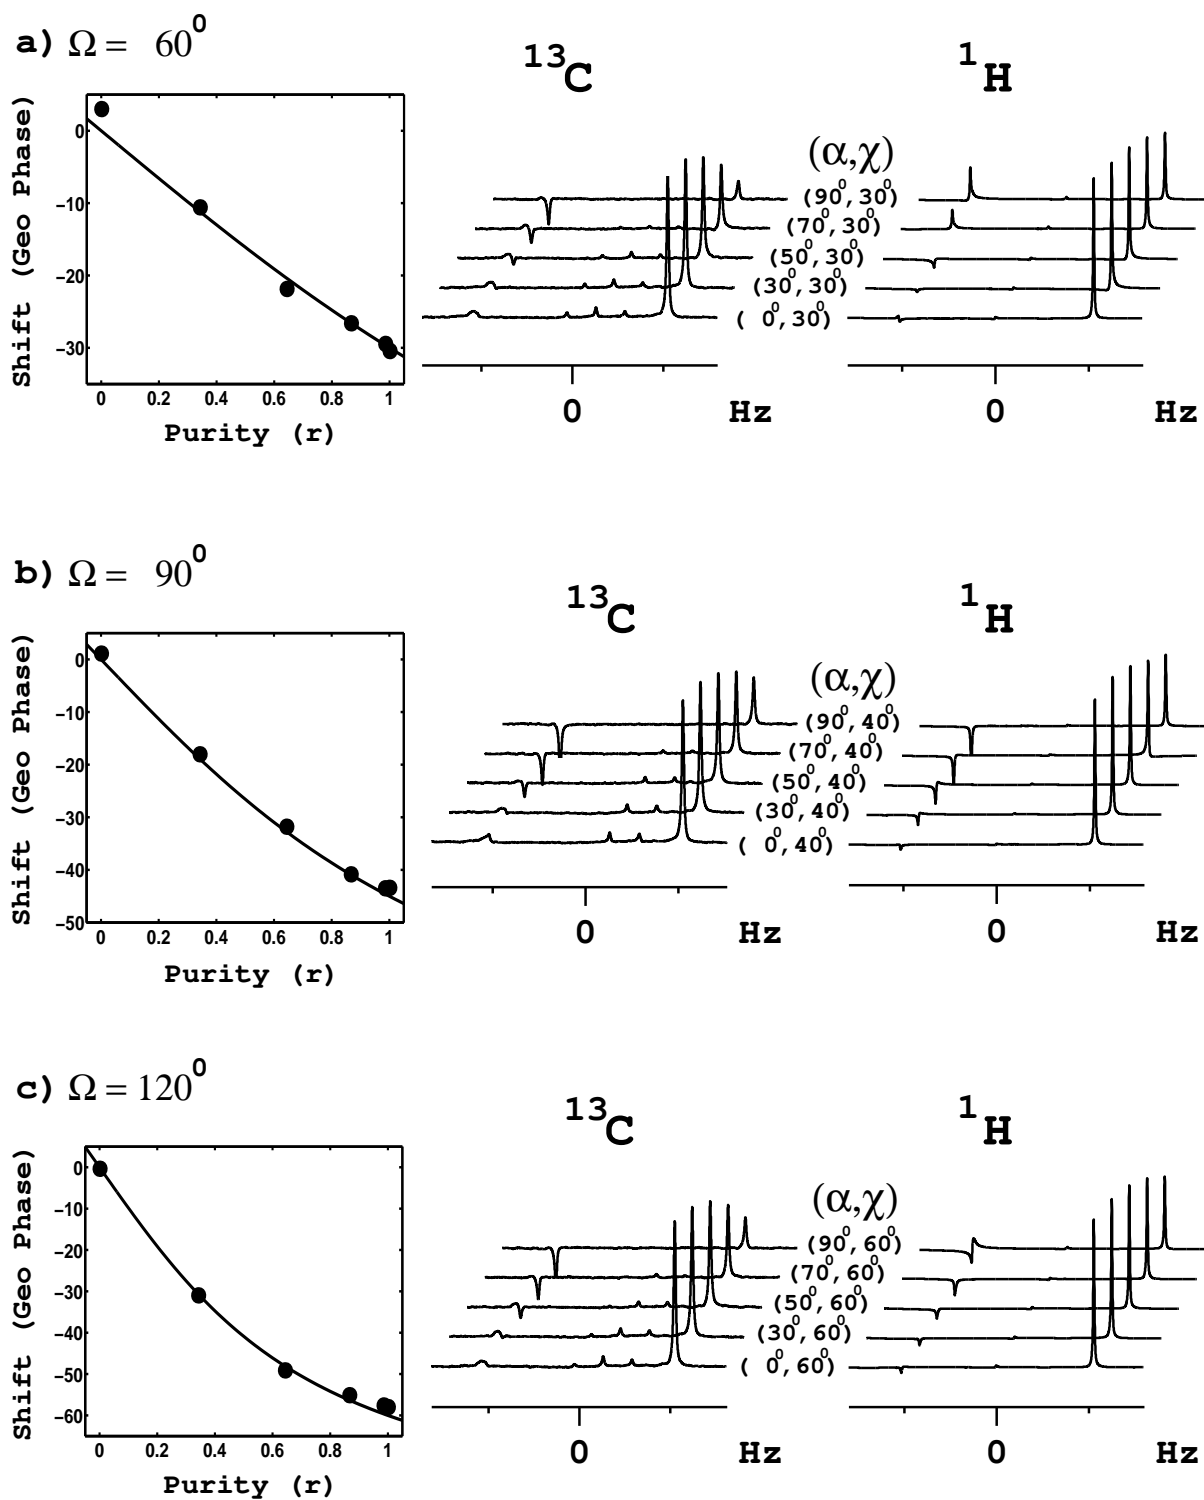 a) Ω = 60⁰
¹³C ¹H
Shift (Geo Phase)
0
−10
−20
−30
0 0.2 0.4 0.6 0.8 1
Purity (r)
(α,χ)
(90⁰,30⁰)
(70⁰,30⁰)
(50⁰,30⁰)
(30⁰,30⁰)
( 0⁰,30⁰)
0 Hz 0 Hz
b) Ω = 90⁰
¹³C ¹H
Shift (Geo Phase)
0
−10
−20
−30
−40
−50
0 0.2 0.4 0.6 0.8 1
Purity (r)
(α,χ)
(90⁰,40⁰)
(70⁰,40⁰)
(50⁰,40⁰)
(30⁰,40⁰)
( 0⁰,40⁰)
0 Hz 0 Hz
c) Ω = 120⁰
¹³C ¹H
Shift (Geo Phase)
0
−10
−20
−30
−40
−50
−60
0 0.2 0.4 0.6 0.8 1
Purity (r)
(α,χ)
(90⁰,60⁰)
(70⁰,60⁰)
(50⁰,60⁰)
(30⁰,60⁰)
( 0⁰,60⁰)
0 Hz 0 Hz